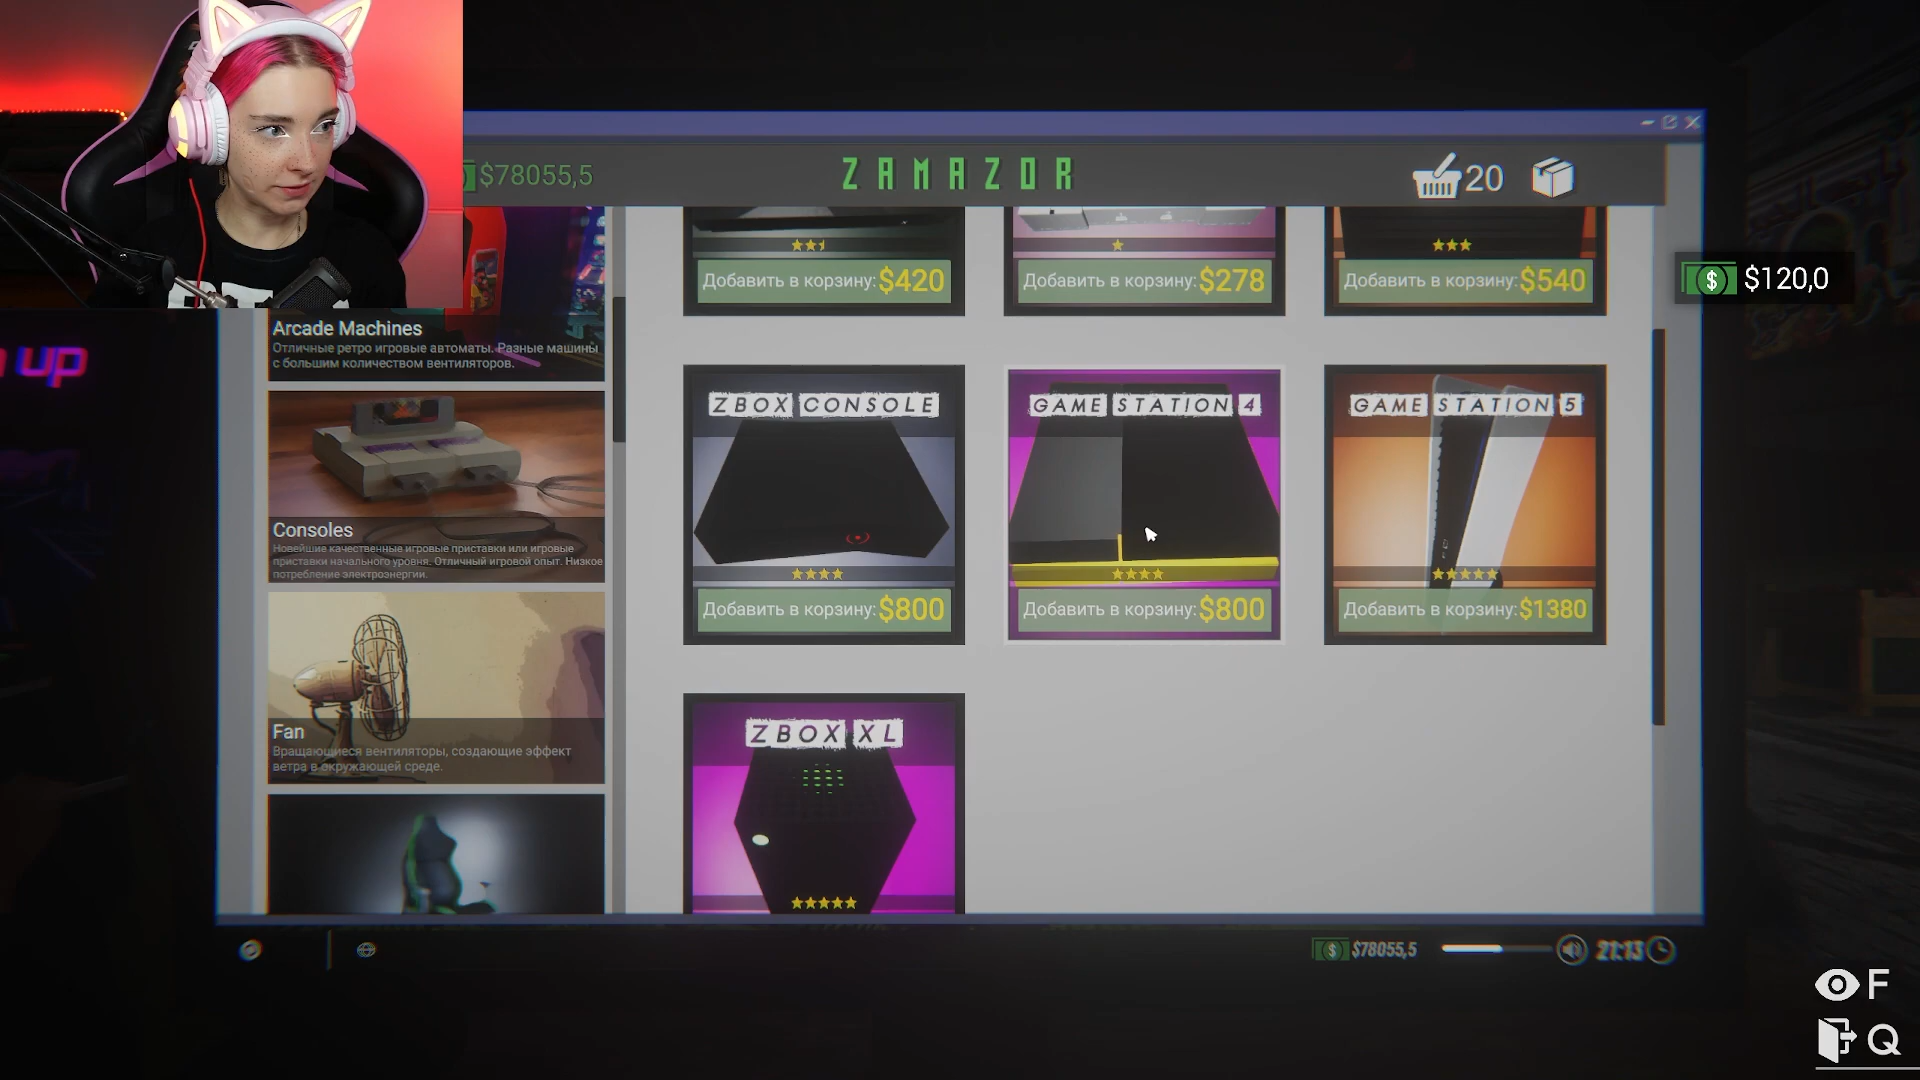 $78055,5
ZAMAZOR
20
$120,0
Добавить в корзину: $420
Добавить в корзину: $278
Добавить в корзину: $540
up
Arcade Machines
Отличные ретро игровые автоматы. Разные машины
с большим количеством вентиляторов.
ZBOX CONSOLE
GAME STATION 4
GAME STATION 5
Consoles
Новейшие качественные игровые приставки или игровые
приставки начального уровня. Отличный игровой опыт. Низкое
потребление электроэнергии.
Добавить в корзину: $800
Добавить в корзину: $800
Добавить в корзину: $1380
Fan
Вращающиеся вентиляторы, создающие эффект
ветра в окружающей среде.
ZBOX XL
$78055,5
21:13
F
Q